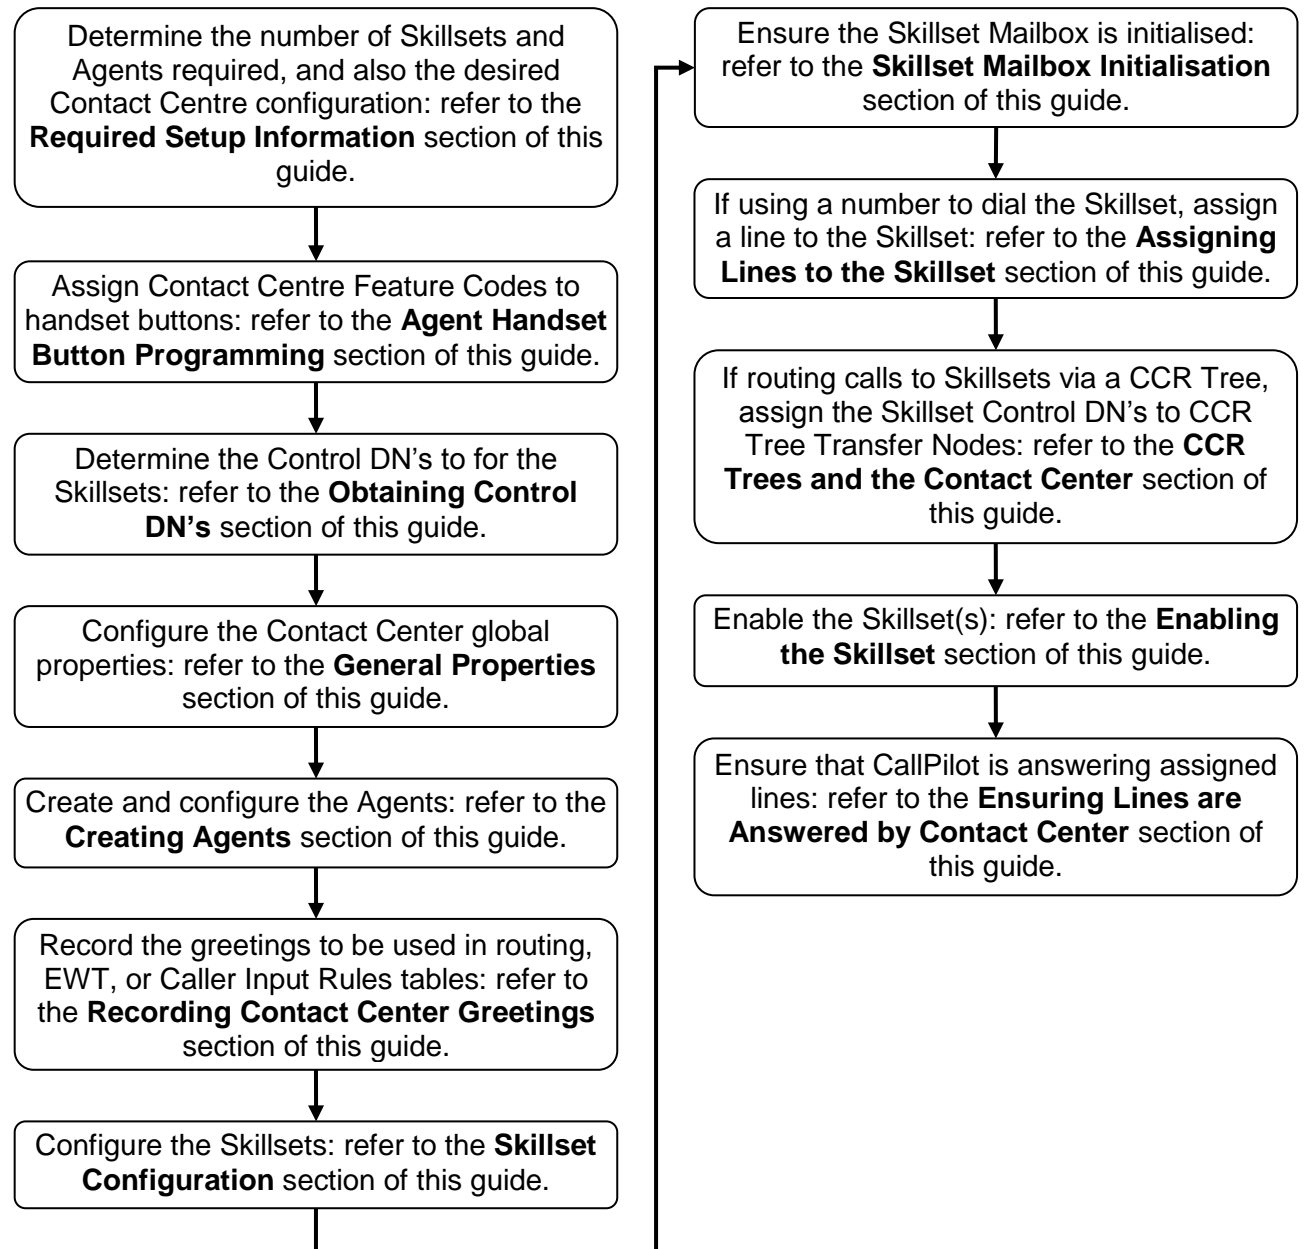 Determine the number of Skillsets and
Agents required, and also the desired
Contact Centre configuration: refer to the
Required Setup Information section of this
guide.
Assign Contact Centre Feature Codes to
handset buttons: refer to the Agent Handset
Button Programming section of this guide.
Determine the Control DN’s to for the
Skillsets: refer to the Obtaining Control
DN’s section of this guide.
Configure the Contact Center global
properties: refer to the General Properties
section of this guide.
Create and configure the Agents: refer to the
Creating Agents section of this guide.
Record the greetings to be used in routing,
EWT, or Caller Input Rules tables: refer to
the Recording Contact Center Greetings
section of this guide.
Configure the Skillsets: refer to the Skillset
Configuration section of this guide.
Ensure the Skillset Mailbox is initialised:
refer to the Skillset Mailbox Initialisation
section of this guide.
If using a number to dial the Skillset, assign
a line to the Skillset: refer to the Assigning
Lines to the Skillset section of this guide.
If routing calls to Skillsets via a CCR Tree,
assign the Skillset Control DN’s to CCR
Tree Transfer Nodes: refer to the CCR
Trees and the Contact Center section of
this guide.
Enable the Skillset(s): refer to the Enabling
the Skillset section of this guide.
Ensure that CallPilot is answering assigned
lines: refer to the Ensuring Lines are
Answered by Contact Center section of
this guide.